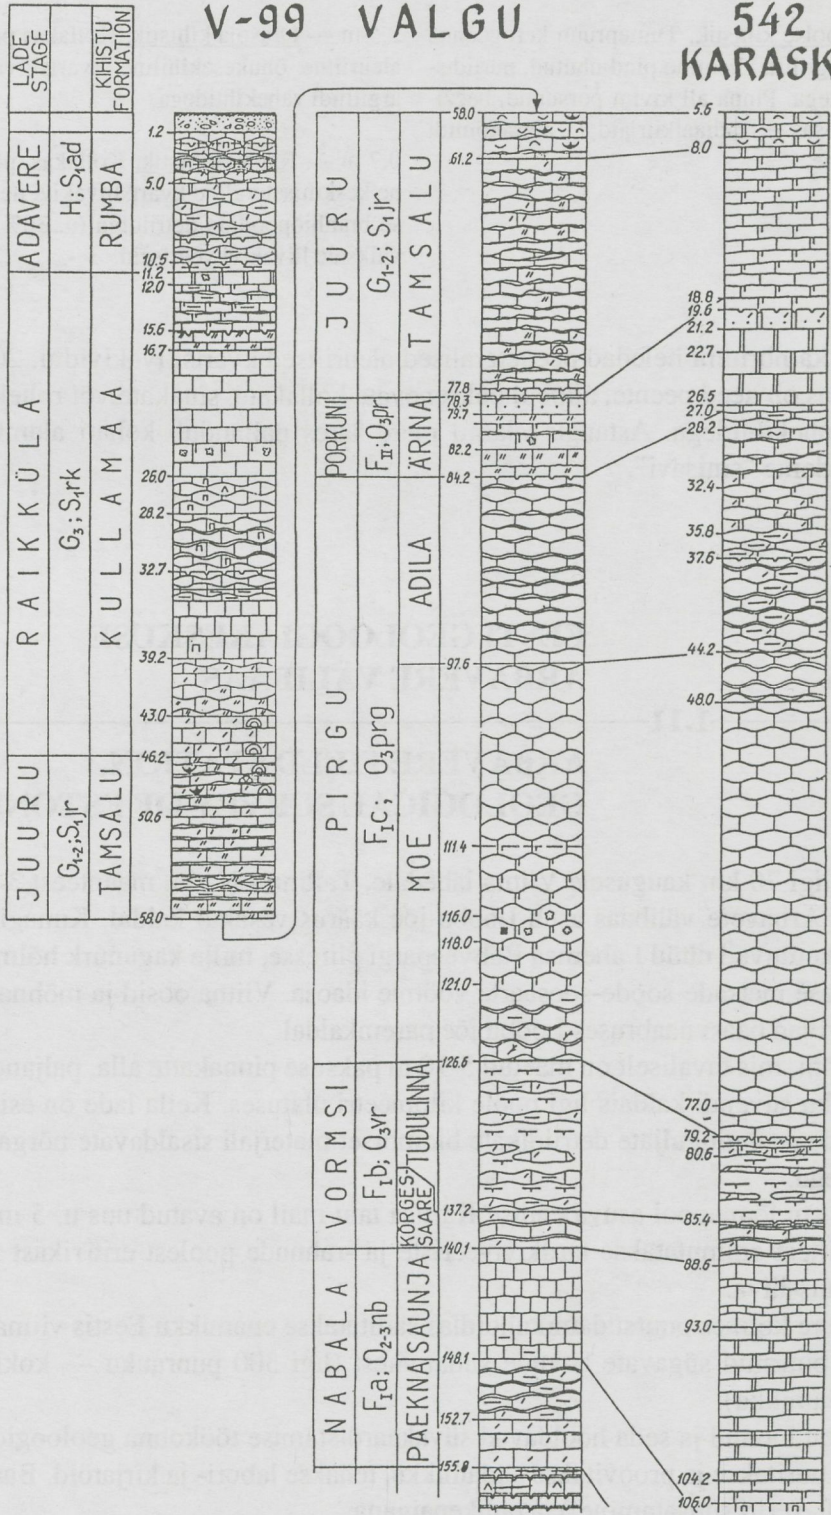 V-99 VALGU 542
KARASK
LADE
STAGE
KIHISTU
FORMATION
ADAVERE
H; S₁ad
RUMBA
RAIKKÜLA
G₃; S₁rk
KULLAMAA
JUURU
G₁₋₂; S₁jr
TAMSALU
1.2
5.0
10.5
11.2
12.0
15.6
16.7
26.0
28.2
32.7
39.2
43.0
46.2
50.6
58.0
JUURU
G₁₋₂; S₁jr
TAMSALU
PORKUNI
F_II; O₃pr
ÄRINA
PIRGU
F_Ic; O₃prg
ADILA
MOE
VORMSI
F_Ib; O₃vr
KÕRGES-
SAARE
TUDULINNA
NABALA
F_Ia; O₂₋₃nb
PAEKNA
SAUNJA
58.0
61.2
77.8
78.3
79.7
82.2
84.2
97.6
111.4
116.0
118.0
121.0
126.6
137.2
140.1
148.1
152.7
155.8
5.6
8.0
18.8
19.6
21.2
22.7
26.5
27.0
29.2
32.4
35.8
37.6
44.2
48.0
77.0
79.2
80.6
85.4
88.6
93.0
104.2
106.0